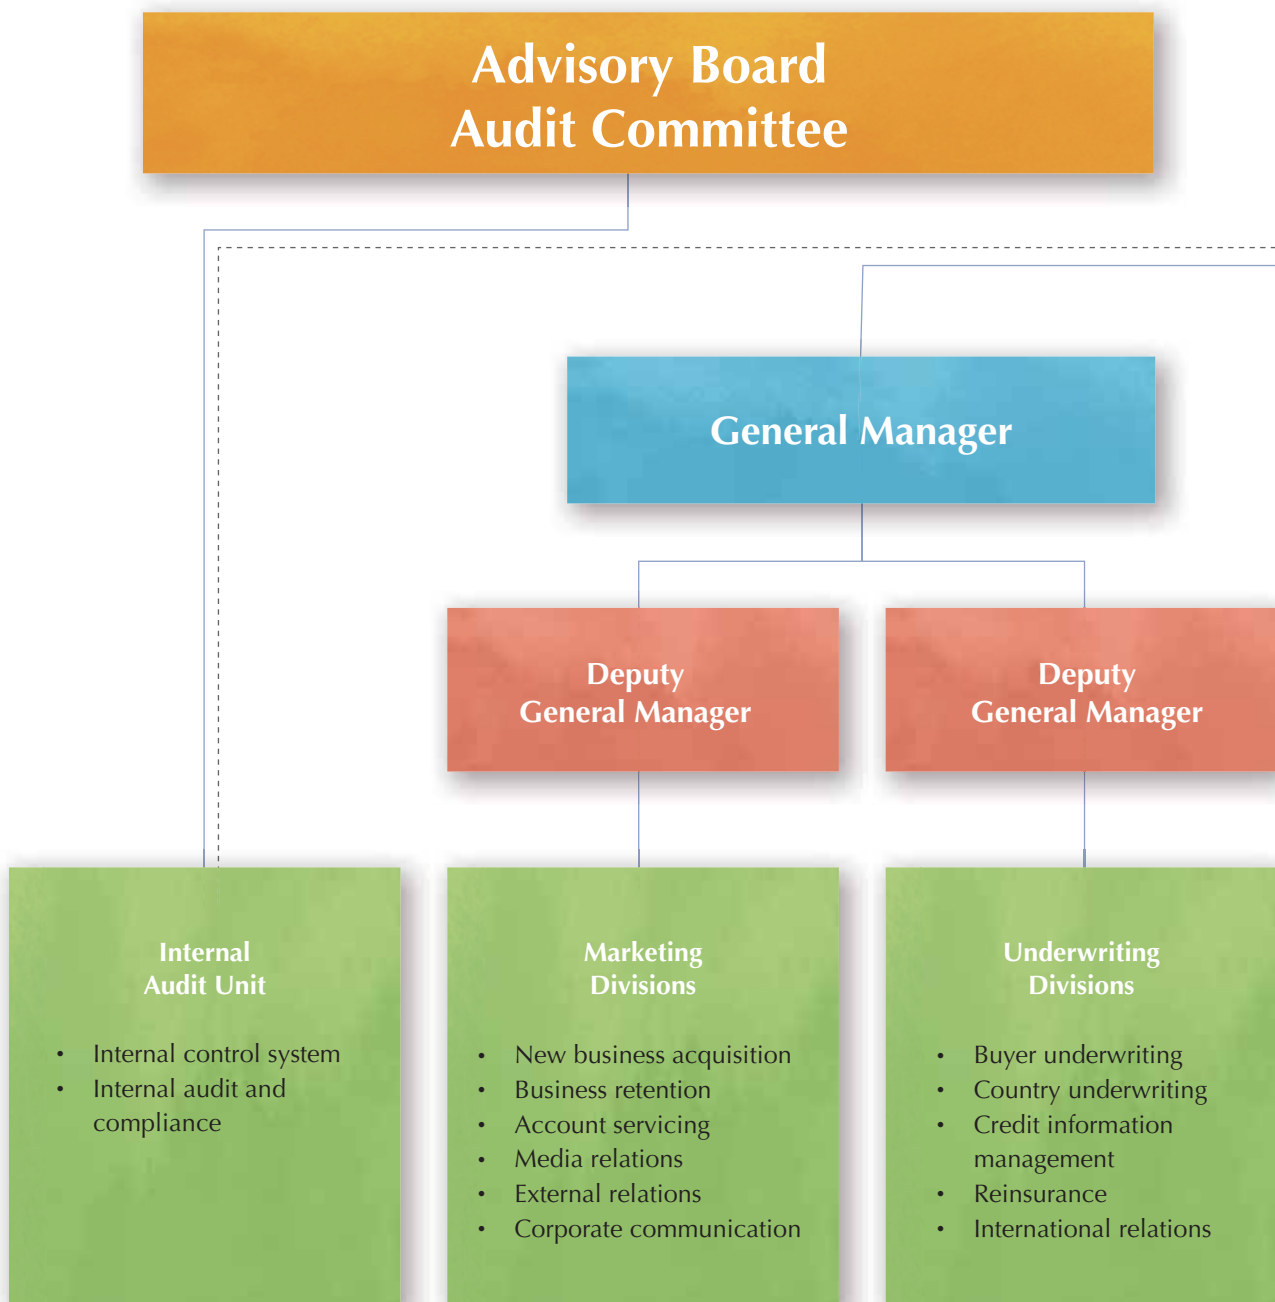 Advisory Board
Audit Committee
General Manager
Deputy
General Manager
Deputy
General Manager
Internal
Audit Unit
• Internal control system
• Internal audit and
compliance
Marketing
Divisions
• New business acquisition
• Business retention
• Account servicing
• Media relations
• External relations
• Corporate communication
Underwriting
Divisions
• Buyer underwriting
• Country underwriting
• Credit information
management
• Reinsurance
• International relations